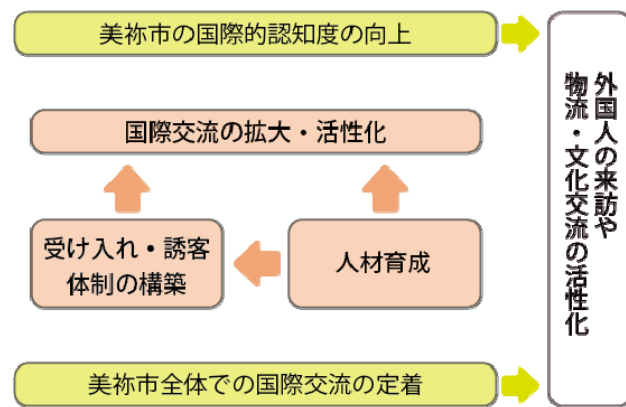 美祢市の国際的認知度の向上
国際交流の拡大・活性化
受け入れ・誘客
体制の構築
人材育成
美祢市全体での国際交流の定着
外国人の来訪や
物流・文化交流の活性化